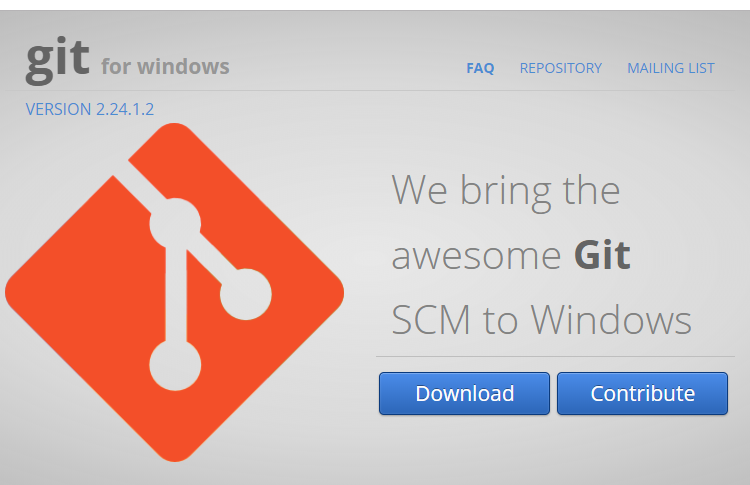 git for windows
FAQ REPOSITORY MAILING LIST
VERSION 2.24.1.2
We bring the
awesome Git
SCM to Windows
Download Contribute